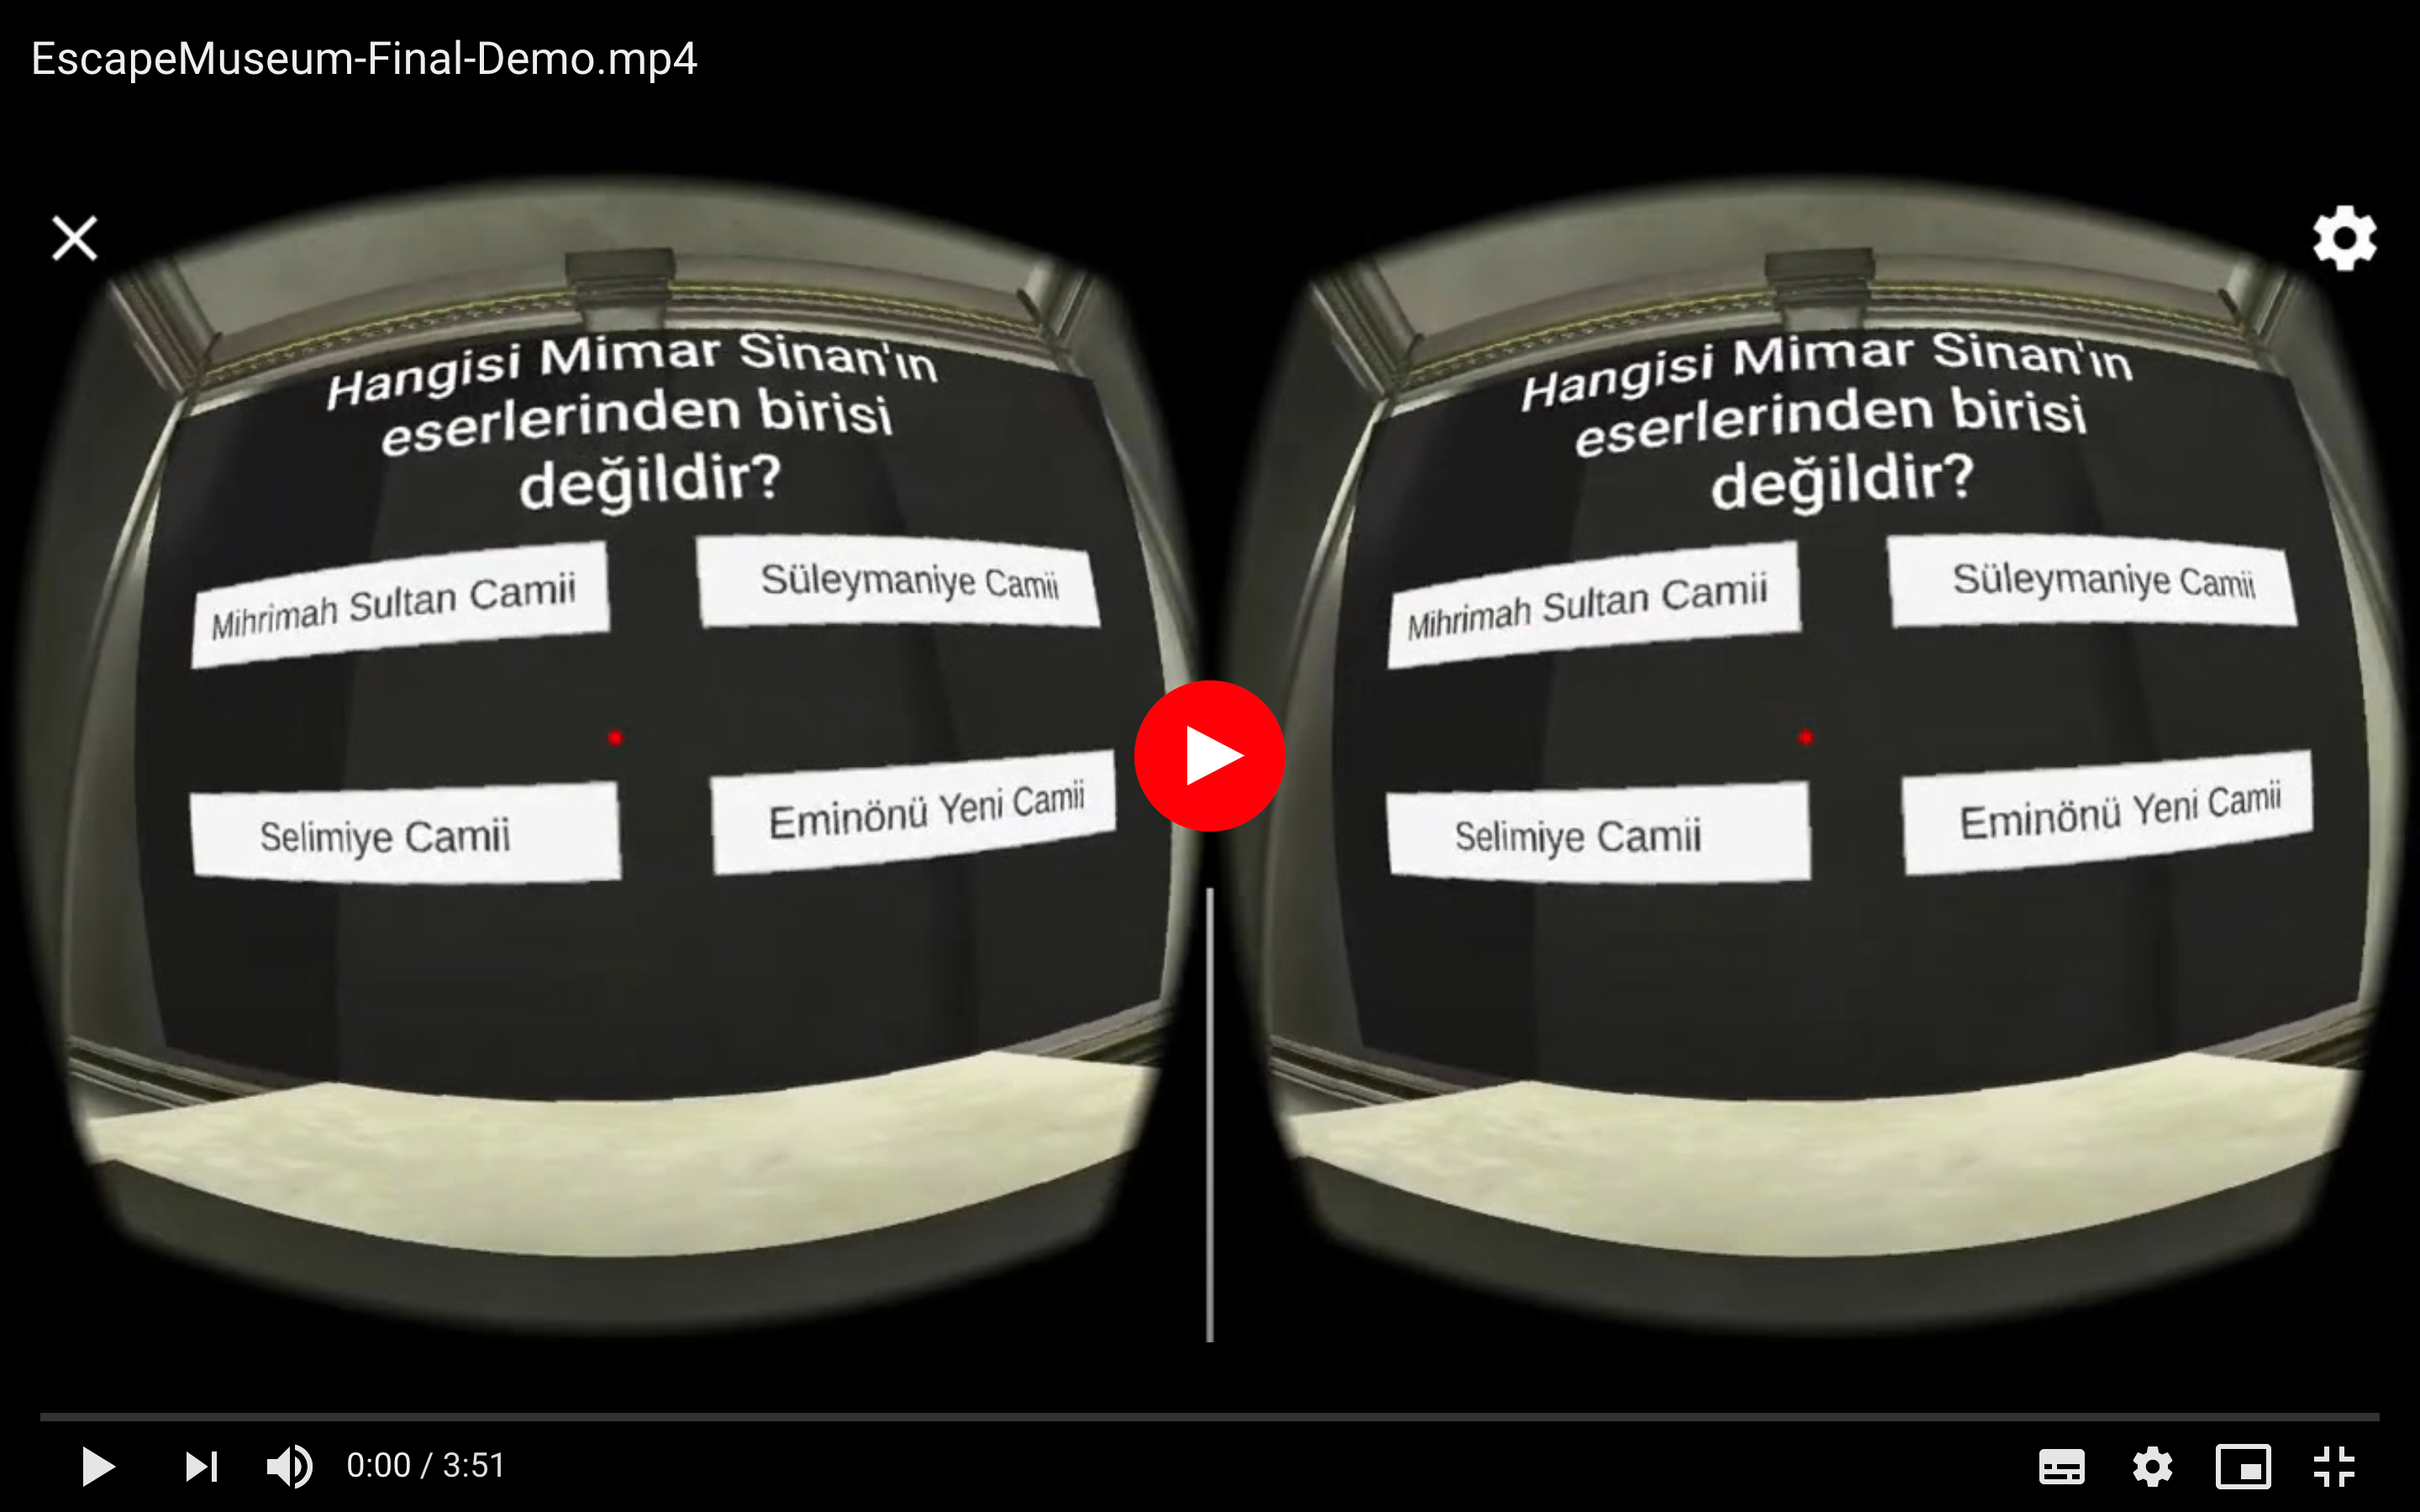 EscapeMuseum-Final-Demo.mp4
Hangisi Mimar Sinan'ın
eserlerinden birisi
değildir?
Mihrimah Sultan Camii
Süleymaniye Camii
Selimiye Camii
Eminönü Yeni Camii
Hangisi Mimar Sinan'ın
eserlerinden birisi
değildir?
Mihrimah Sultan Camii
Süleymaniye Camii
Selimiye Camii
Eminönü Yeni Camii
0:00 / 3:51